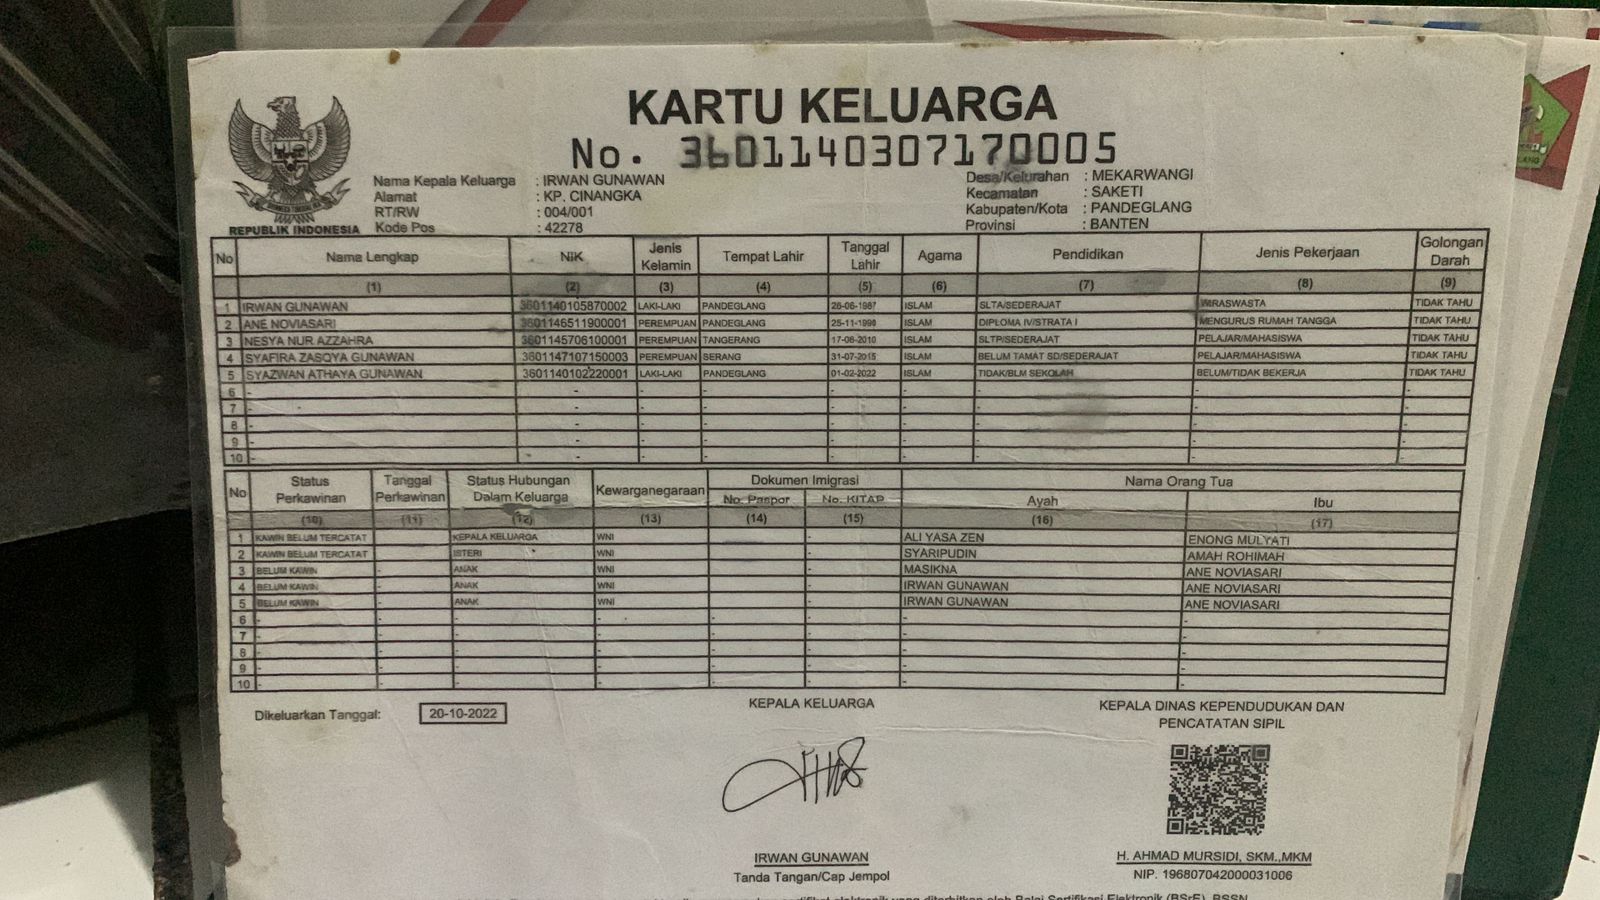 KARTU KELUARGA
No. 3601140307170005
Nama Kepala Keluarga : IRWAN GUNAWAN
Alamat : KP. CINANGKA
RT/RW : 004/001
Kode Pos : 42278
Desa/Kelurahan : MEKARWANGI
Kecamatan : SAKETI
Kabupaten/Kota : PANDEGLANG
Provinsi : BANTEN
REPUBLIK INDONESIA
No Nama Lengkap NIK Jenis Kelamin Tempat Lahir Tanggal Lahir Agama Pendidikan Jenis Pekerjaan Golongan Darah
(1) (2) (3) (4) (5) (6) (7) (8) (9)
1 IRWAN GUNAWAN 3601140105870002 LAKI-LAKI PANDEGLANG ISLAM SLTA/SEDERAJAT WIRASWASTA TIDAK TAHU
2 ANE NOVIASARI 3601146511900001 PEREMPUAN PANDEGLANG ISLAM DIPLOMA IV/STRATA I MENGURUS RUMAH TANGGA TIDAK TAHU
3 NESYA NUR AZZAHRA 3601145706100001 PEREMPUAN TANGERANG 17-06-2010 ISLAM SLTP/SEDERAJAT PELAJAR/MAHASISWA TIDAK TAHU
4 SYAFIRA ZASQYA GUNAWAN 3601147107150003 PEREMPUAN SERANG 31-07-2015 ISLAM BELUM TAMAT SD/SEDERAJAT PELAJAR/MAHASISWA TIDAK TAHU
5 SYAZWAN ATHAYA GUNAWAN 3601140102220001 LAKI-LAKI PANDEGLANG 01-02-2022 ISLAM TIDAK/BLM SEKOLAH BELUM/TIDAK BEKERJA TIDAK TAHU
6 - - - - - - - - -
7 - - - - - - - - -
8 - - - - - - - - -
9 - - - - - - - - -
10 - - - - - - - - -
No Status Perkawinan Tanggal Perkawinan Status Hubungan Dalam Keluarga Kewarganegaraan Dokumen Imigrasi Nama Orang Tua
No. Paspor No. KITAP Ayah Ibu
(10) (11) (12) (13) (14) (15) (16) (17)
1 KAWIN BELUM TERCATAT KEPALA KELUARGA WNI - ALI YASA ZEN ENONG MULYATI
2 KAWIN BELUM TERCATAT ISTERI WNI - SYARIPUDIN AMAH ROHIMAH
3 BELUM KAWIN - ANAK WNI - MASIKNA ANE NOVIASARI
4 BELUM KAWIN - ANAK WNI - IRWAN GUNAWAN ANE NOVIASARI
5 BELUM KAWIN - ANAK WNI - IRWAN GUNAWAN ANE NOVIASARI
6 - - - - - - - -
7 - - - - - - - -
8 - - - - - - - -
9 - - - - - - - -
10 - - - - - - - -
Dikeluarkan Tanggal: 20-10-2022
KEPALA KELUARGA
IRWAN GUNAWAN
Tanda Tangan/Cap Jempol
KEPALA DINAS KEPENDUDUKAN DAN
PENCATATAN SIPIL
H. AHMAD MURSIDI, SKM.,MKM
NIP. 196807042000031006
sertifikat elektronik yang diterbitkan oleh Balai Sertifikasi Elektronik (BSrE), BSSN